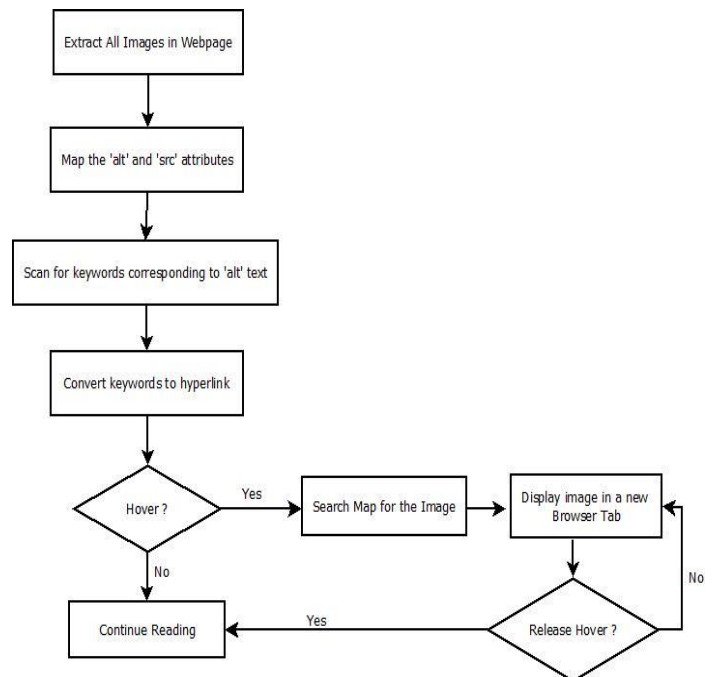 Extract All Images in Webpage
Map the 'alt' and 'src' attributes
Scan for keywords corresponding to 'alt' text
Convert keywords to hyperlink
Hover ?
Yes
Search Map for the Image
Display image in a new
Browser Tab
No
No
Continue Reading
Yes
Release Hover ?